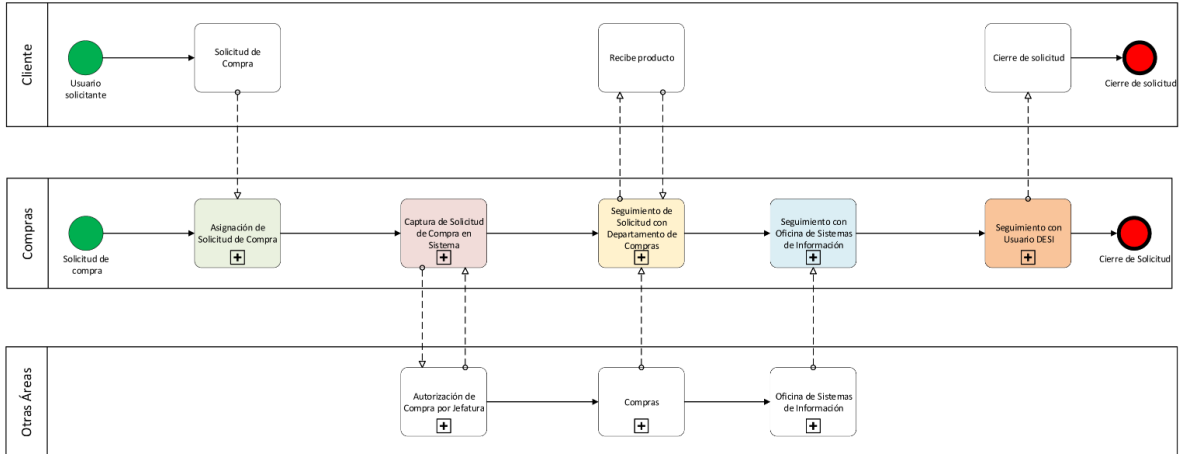 Cliente
Usuario
solicitante
Solicitud de
Compra
Recibe producto
Cierre de solicitud
Cierre de solicitud
Compras
Solicitud de
compra
Asignación de
Solicitud de Compra
Captura de Solicitud
de Compra en
Sistema
Seguimiento de
Solicitud con
Departamento de
Compras
Seguimiento con
Oficina de Sistemas
de Información
Seguimiento con
Usuario DESI
Cierre de Solicitud
Otras Áreas
Autorización de
Compra por Jefatura
Compras
Oficina de Sistemas
de Información